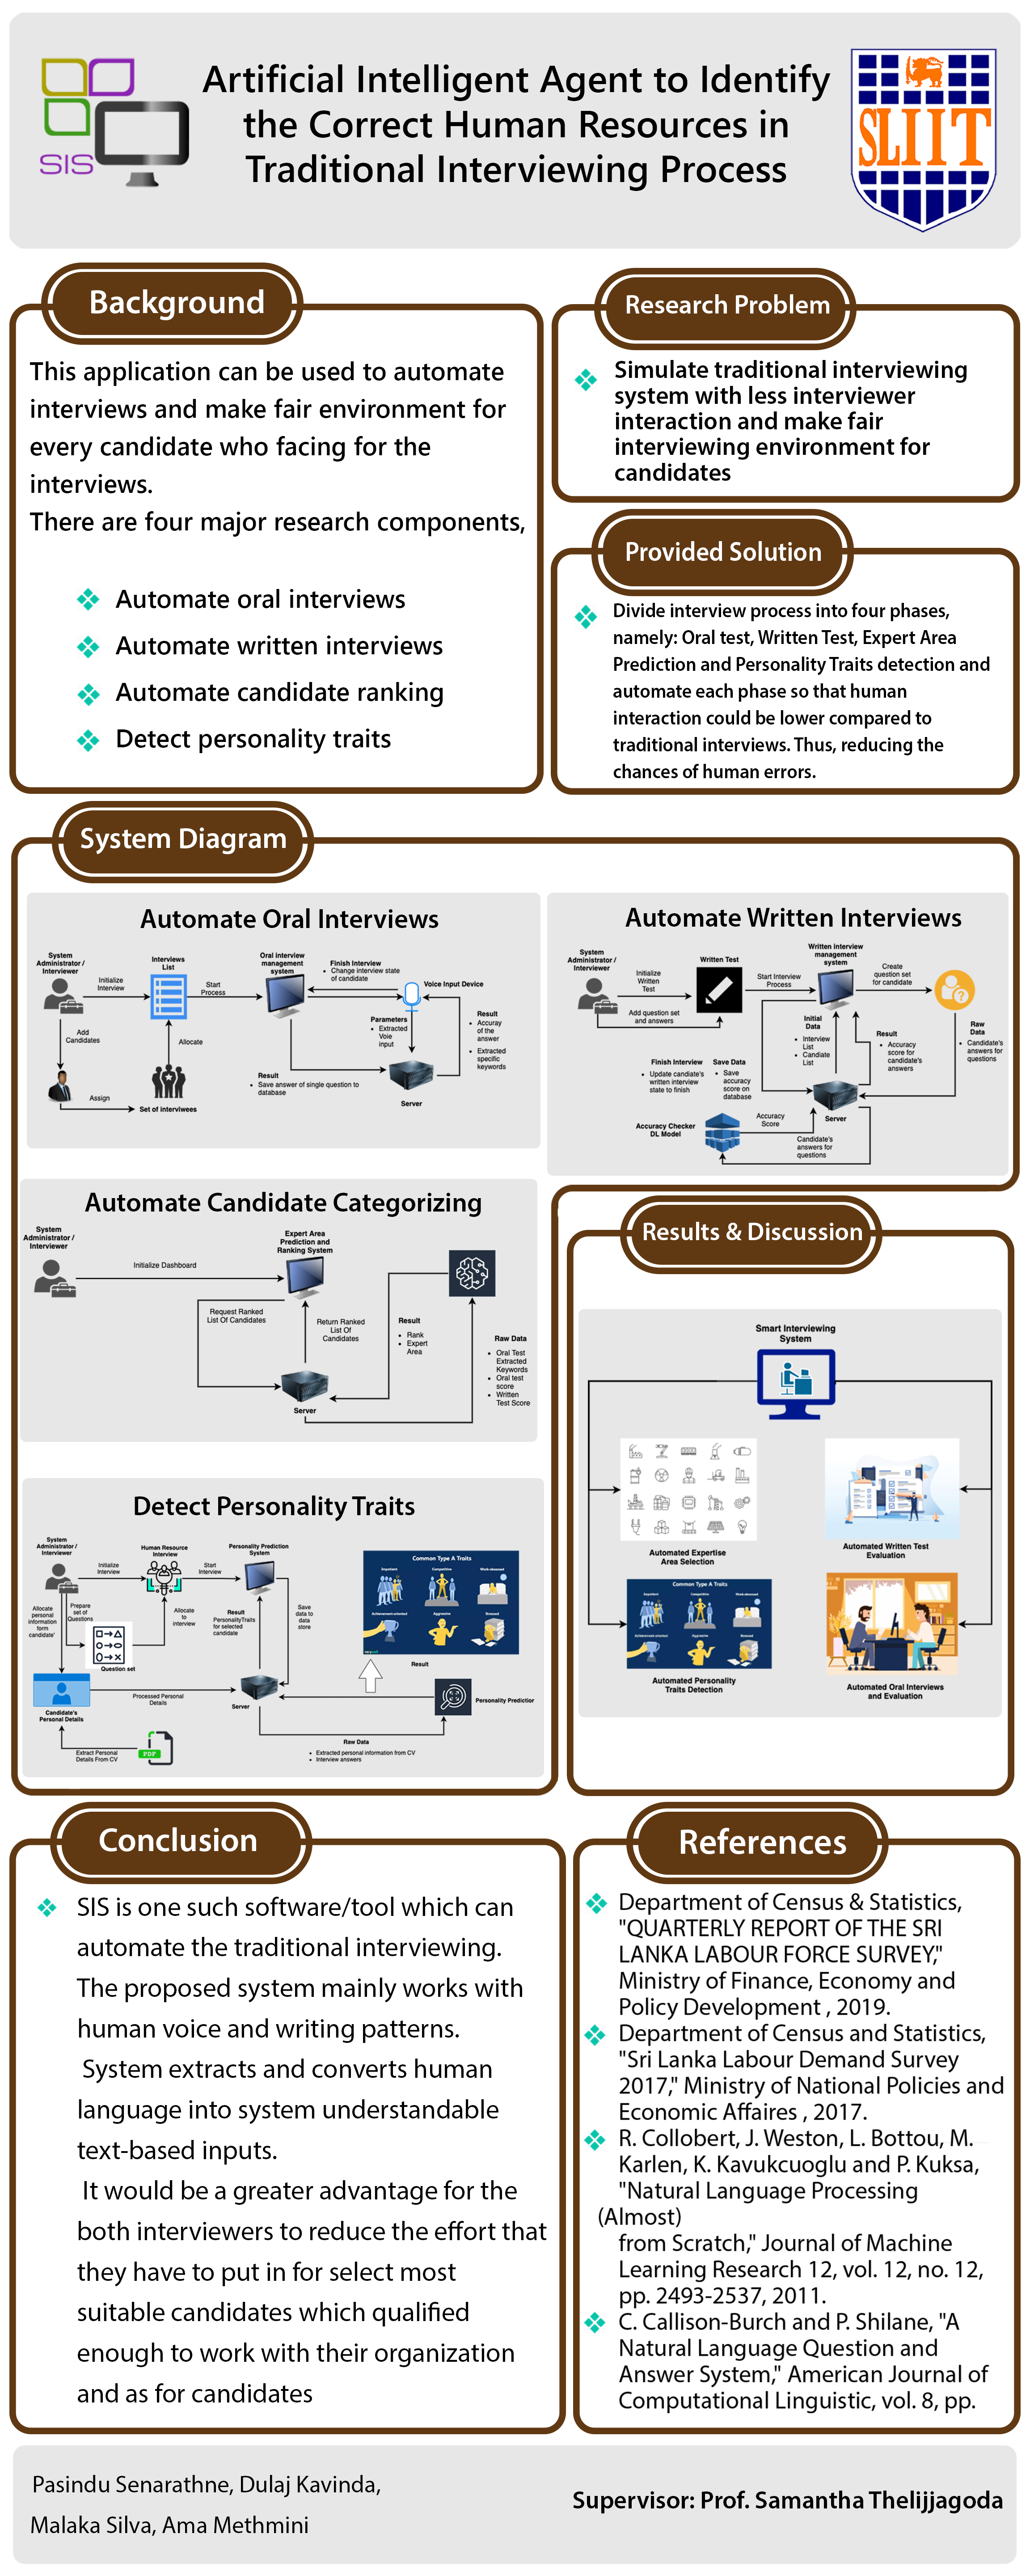 SIS
Artificial Intelligent Agent to Identify
the Correct Human Resources in
Traditional Interviewing Process
SLIIT
Background
This application can be used to automate
interviews and make fair environment for
every candidate who facing for the
interviews.
There are four major research components,
Automate oral interviews
Automate written interviews
Automate candidate ranking
Detect personality traits
Research Problem
Simulate traditional interviewing
system with less interviewer
interaction and make fair
interviewing environment for
candidates
Provided Solution
Divide interview process into four phases,
namely: Oral test, Written Test, Expert Area
Prediction and Personality Traits detection and
automate each phase so that human
interaction could be lower compared to
traditional interviews. Thus, reducing the
chances of human errors.
System Diagram
Automate Oral Interviews
System
Administrator /
Interviewer
Initialize
Interview
Interviews
List
Start
Process
Oral interview
management
system
Finish Interview
Change interview state
of candidate
Voice Input Device
Add
Candidates
Allocate
Parameters
Extracted
Voie
input
Result
Accuray
of the
answer
Extracted
specific
keywords
Result
Save answer of single question to
database
Server
Assign
Set of interviwees
Automate Written Interviews
System
Administrator /
Interviewer
Initialize
Written
Test
Written Test
Start Interview
Process
Written interview
management
system
Create
question set
for candidate
Add question set
and answers
Initial
Data
Interview
List
Candiate
List
Result
Accuracy
score for
candidate's
answers
Raw
Data
Candidate's
answers for
questions
Finish Interview
Update candidate's
written interview
state to finish
Save Data
Save
accuracy
score on
database
Server
Accuracy Checker
DL Model
Accuracy
Score
Candidate's
answers for
questions
Automate Candidate Categorizing
System
Administrator /
Interviewer
Initialize Dashboard
Expert Area
Prediction and
Ranking System
Request Ranked
List Of Candidates
Return Ranked
List Of
Candidates
Result
Rank
Expert
Area
Raw Data
Oral Test
Extracted
Keywords
Oral test
score
Written
Test Score
Server
Detect Personality Traits
System
Administrator /
Interviewer
Initialize
Interview
Human Resource
Interview
Start
Interview
Personality Prediction
System
Allocate
personal
information
form
candidate'
Prepare
set of
Questions
Allocate
to
interview
Result
PersonalityTraits
for selected
candidate
Save
data to
data
store
Common Type A Traits
Impatient
Competitive
Work-obsessed
Achievement-oriented
Aggressive
Stressed
Question set
Result
Candidate's
Personal Details
Processed Personal
Details
Server
Personality Predictior
Extract Personal
Details From CV
PDF
Raw Data
Extracted personal information from CV
Interview answers
Results & Discussion
Smart Interviewing
System
Automated Expertise
Area Selection
Automated Written Test
Evaluation
Common Type A Traits
Impatient
Competitive
Work-obsessed
Achievement-oriented
Aggressive
Stressed
Automated Personality
Traits Detection
Automated Oral Interviews
and Evaluation
Conclusion
SIS is one such software/tool which can
automate the traditional interviewing.
The proposed system mainly works with
human voice and writing patterns.
System extracts and converts human
language into system understandable
text-based inputs.
It would be a greater advantage for the
both interviewers to reduce the effort that
they have to put in for select most
suitable candidates which qualified
enough to work with their organization
and as for candidates
References
Department of Census & Statistics,
"QUARTERLY REPORT OF THE SRI
LANKA LABOUR FORCE SURVEY,"
Ministry of Finance, Economy and
Policy Development , 2019.
Department of Census and Statistics,
"Sri Lanka Labour Demand Survey
2017," Ministry of National Policies and
Economic Affaires , 2017.
R. Collobert, J. Weston, L. Bottou, M.
Karlen, K. Kavukcuoglu and P. Kuksa,
"Natural Language Processing
(Almost)
from Scratch," Journal of Machine
Learning Research 12, vol. 12, no. 12,
pp. 2493-2537, 2011.
C. Callison-Burch and P. Shilane, "A
Natural Language Question and
Answer System," American Journal of
Computational Linguistic, vol. 8, pp.
Pasindu Senarathne, Dulaj Kavinda,
Malaka Silva, Ama Methmini
Supervisor: Prof. Samantha Thelijjagoda